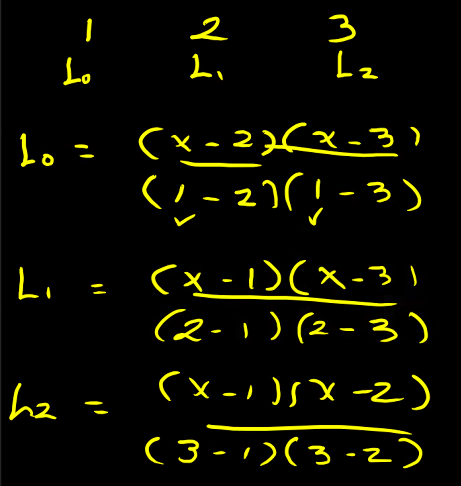 1 2 3
L₀ L₁ L₂
L₀ = (x - 2)(x - 3)
(1 - 2)(1 - 3)
L₁ = (x - 1)(x - 3)
(2 - 1)(2 - 3)
L₂ = (x - 1)(x - 2)
(3 - 1)(3 - 2)